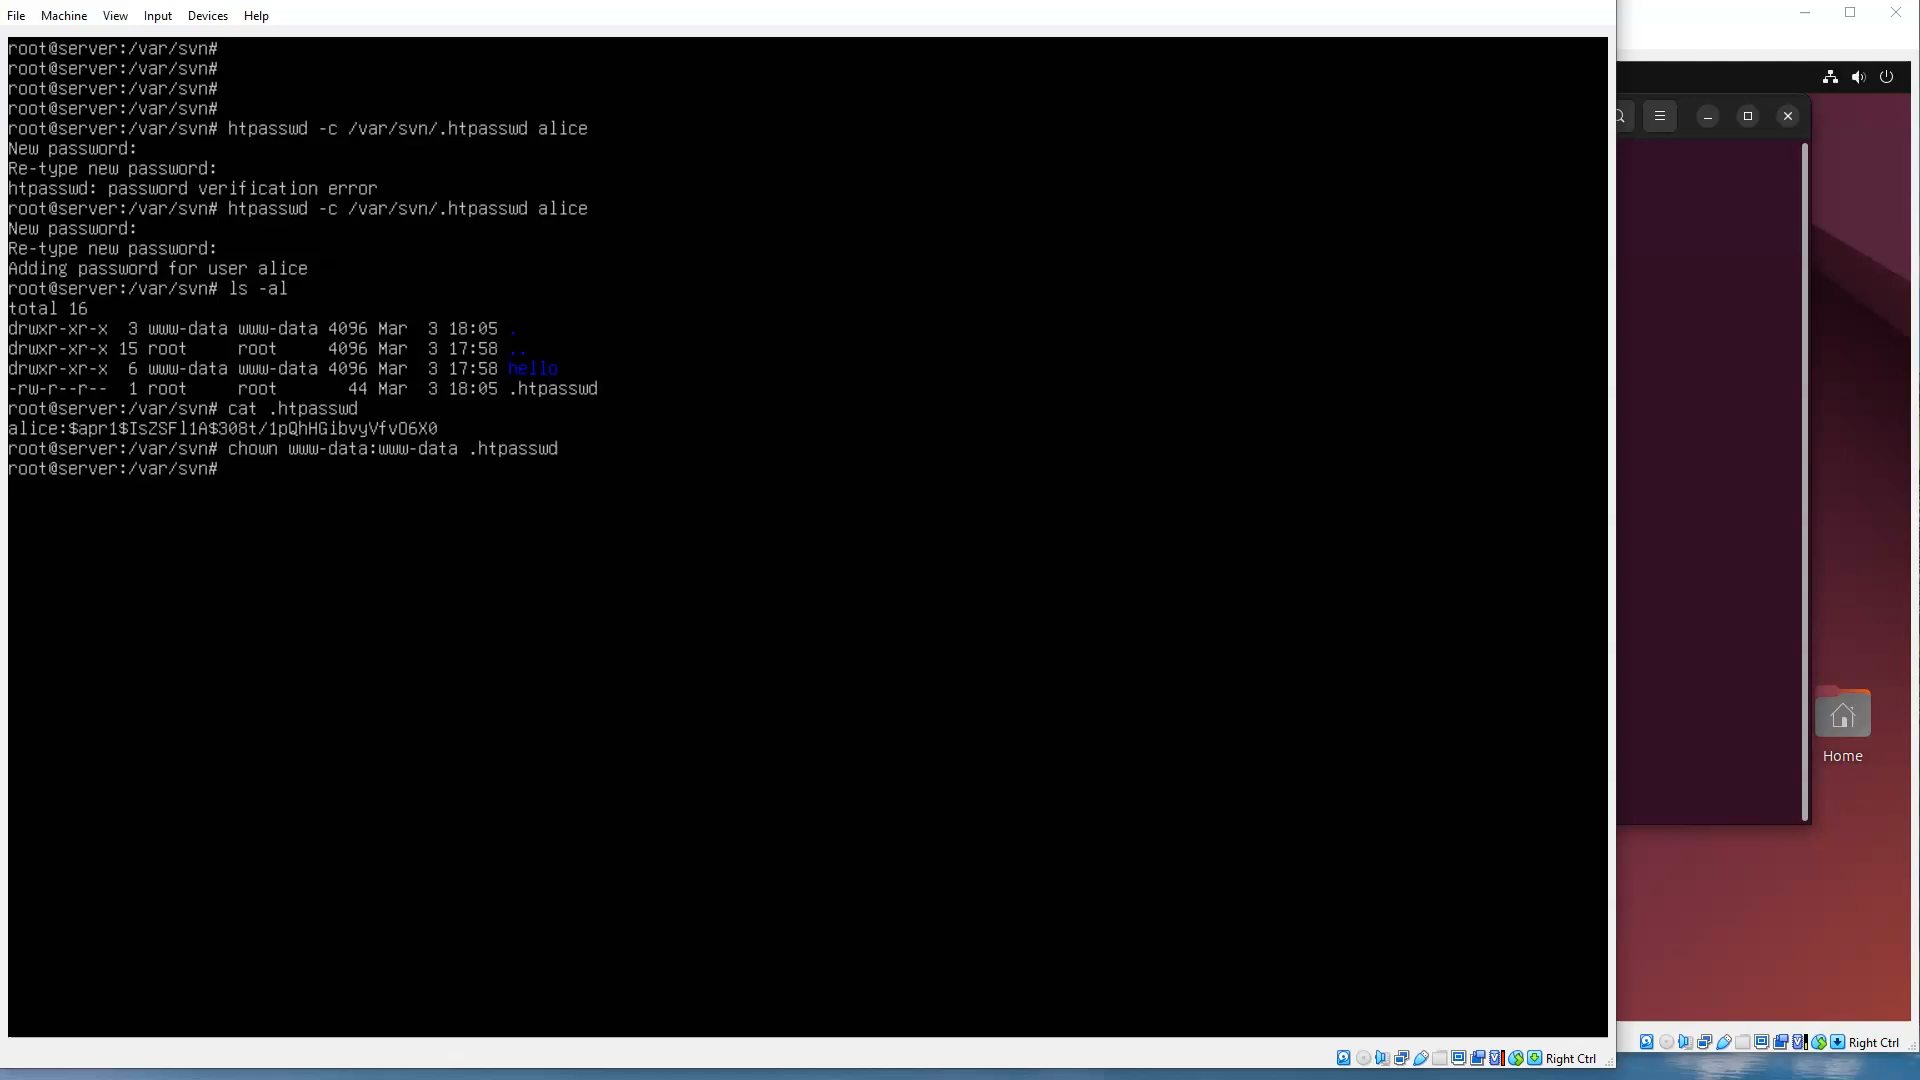 File Machine View Input Devices Help
root@server:/var/svn#
root@server:/var/svn#
root@server:/var/svn#
root@server:/var/svn#
root@server:/var/svn# htpasswd -c /var/svn/.htpasswd alice
New password:
Re-type new password:
htpasswd: password verification error
root@server:/var/svn# htpasswd -c /var/svn/.htpasswd alice
New password:
Re-type new password:
Adding password for user alice
root@server:/var/svn# ls -al
total 16
drwxr-xr-x  3 www-data www-data 4096 Mar  3 18:05 .
drwxr-xr-x 15 root     root     4096 Mar  3 17:58 ..
drwxr-xr-x  6 www-data www-data 4096 Mar  3 17:58 hello
-rw-r--r--  1 root     root       44 Mar  3 18:05 .htpasswd
root@server:/var/svn# cat .htpasswd
alice:$apr1$IsZSFl1A$308t/1pQhHGibvyVfvO6X0
root@server:/var/svn# chown www-data:www-data .htpasswd
root@server:/var/svn#
Home
Right Ctrl
Right Ctrl